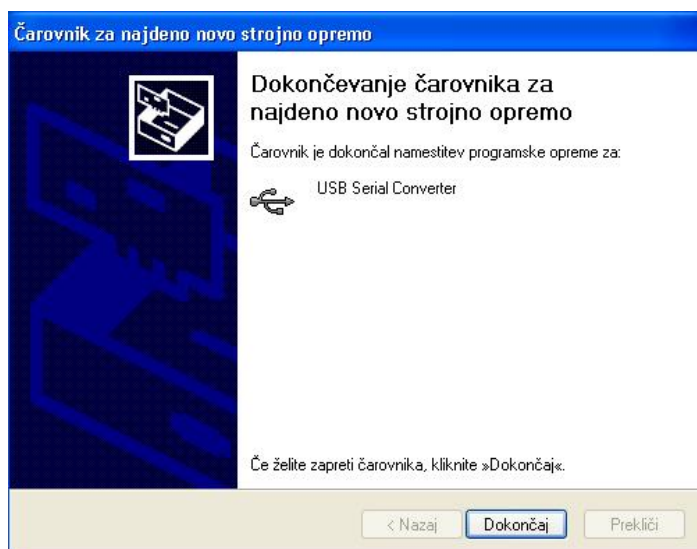 Čarovnik za najdeno novo strojno opremo
Dokončevanje čarovnika za
najdeno novo strojno opremo
Čarovnik je dokončal namestitev programske opreme za:
USB Serial Converter
Če želite zapreti čarovnika, kliknite »Dokončaj«.
< Nazaj Dokončaj Prekliči